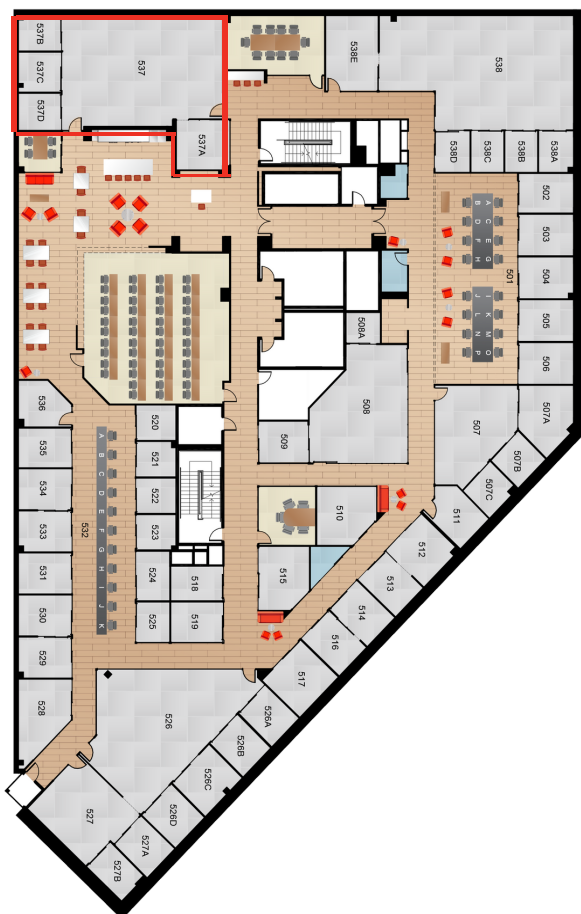 537B
537C
537D
537
537A
538E
538
538D
538C
538B
538A
502
503
504
505
506
501
A
B
C
D
E
F
G
H
I
J
K
L
M
N
O
P
508A
508
509
507
507A
507B
507C
511
510
512
513
514
515
516
517
536
535
534
533
532
531
530
529
528
A
B
C
D
E
F
G
H
I
J
K
520
521
522
523
524
525
518
519
526
526A
526B
526C
526D
527
527A
527B